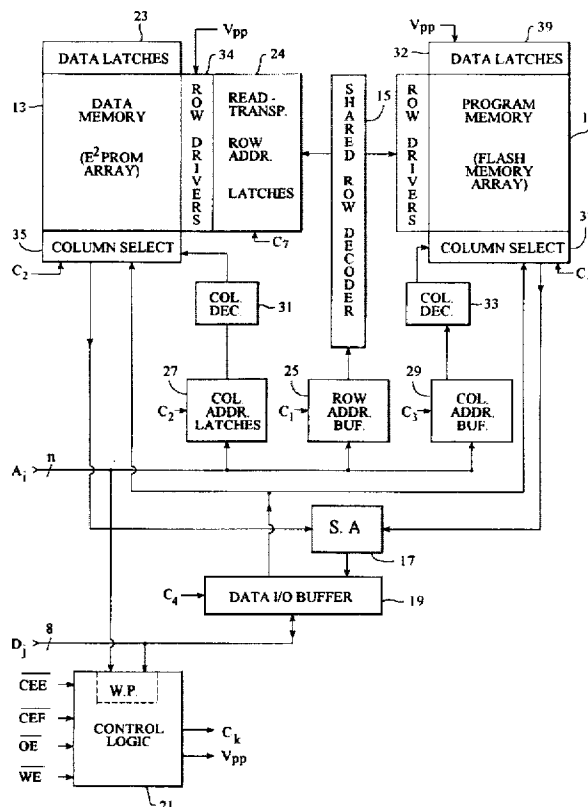 23
DATA LATCHES
13
DATA
MEMORY
(E²PROM
ARRAY)
Vpp
34
ROW DRIVERS
24
READ-
TRANSP.
ROW
ADDR.
LATCHES
C7
35
COLUMN SELECT
C2
15
SHARED ROW DECODER
Vpp
39
32
DATA LATCHES
ROW DRIVERS
PROGRAM
MEMORY
(FLASH
MEMORY
ARRAY)
COLUMN SELECT
COL.
DEC.
31
COL.
DEC.
33
27
C2
COL.
ADDR.
LATCHES
25
C1
ROW
ADDR.
BUF.
29
C3
COL.
ADDR.
BUF.
Ai
n
S. A
17
C4
DATA I/O BUFFER
19
Dj
8
CEE
CEF
OE
WE
W.P.
CONTROL
LOGIC
Ck
Vpp
21